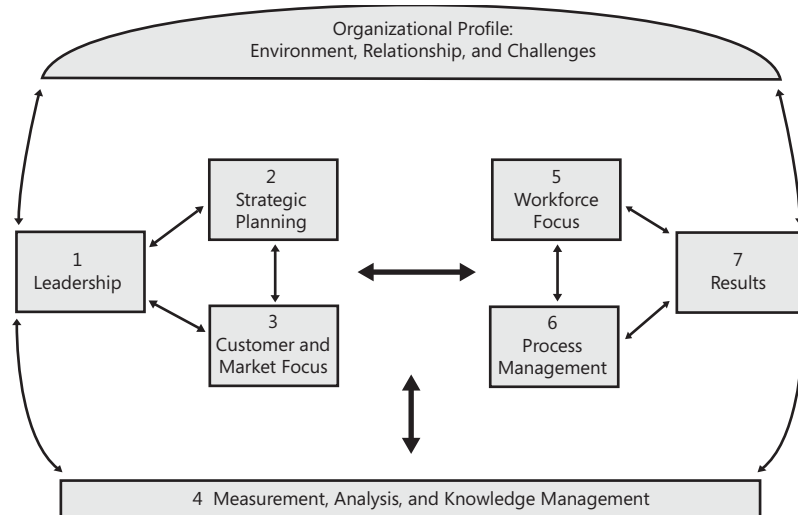 Organizational Profile:
Environment, Relationship, and Challenges
2
Strategic
Planning
5
Workforce
Focus
1
Leadership
7
Results
3
Customer and
Market Focus
6
Process
Management
4 Measurement, Analysis, and Knowledge Management